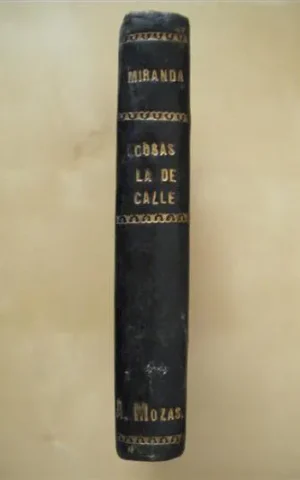 MIRANDA
COSAS
LA DE
CALLE
A. MOZAS.